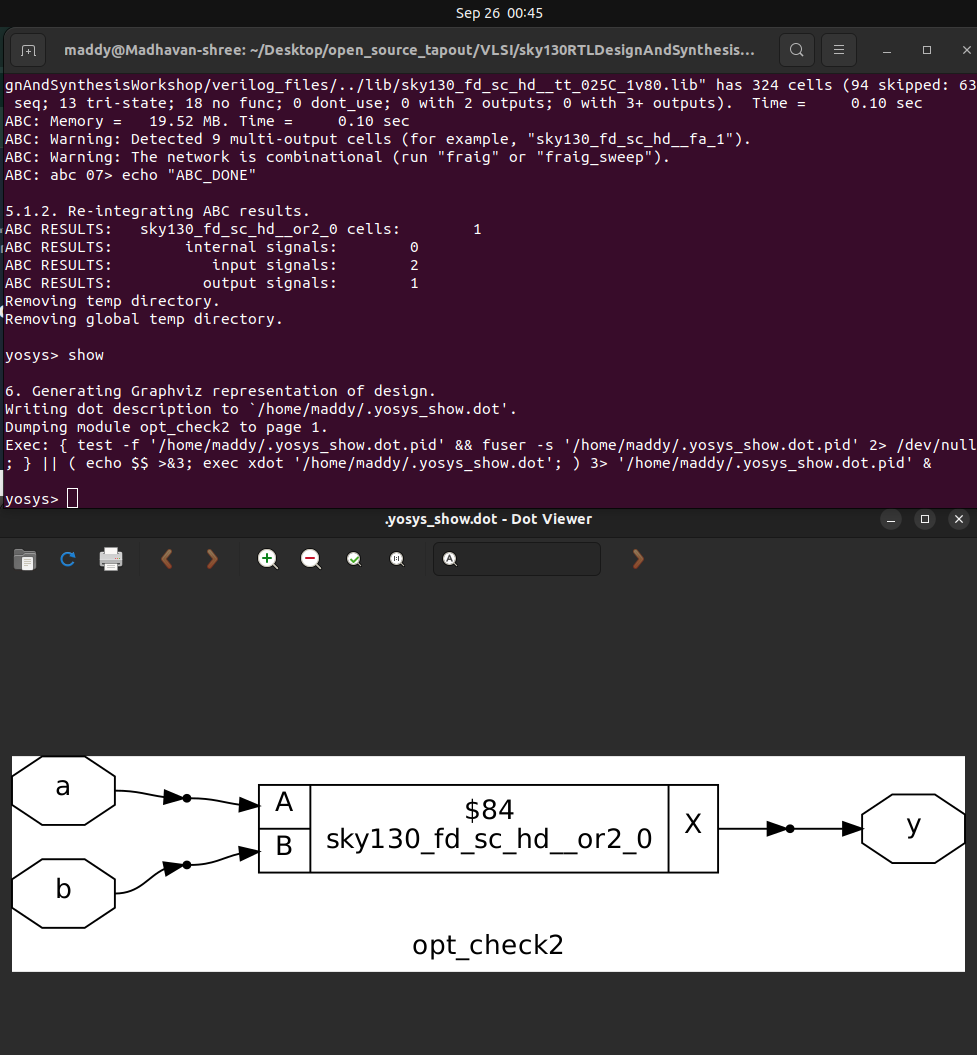 Sep 26 00:45
maddy@Madhavan-shree: ~/Desktop/open_source_tapout/VLSI/sky130RTLDesignAndSynthesis...
gnAndSynthesisWorkshop/verilog_files/../lib/sky130_fd_sc_hd__tt_025C_1v80.lib" has 324 cells (94 skipped: 63
 seq; 13 tri-state; 18 no func; 0 dont_use; 0 with 2 outputs; 0 with 3+ outputs).  Time =     0.10 sec
ABC: Memory =   19.52 MB. Time =     0.10 sec
ABC: Warning: Detected 9 multi-output cells (for example, "sky130_fd_sc_hd__fa_1").
ABC: Warning: The network is combinational (run "fraig" or "fraig_sweep").
ABC: abc 07> echo "ABC_DONE"
5.1.2. Re-integrating ABC results.
ABC RESULTS:   sky130_fd_sc_hd__or2_0 cells:        1
ABC RESULTS:        internal signals:        0
ABC RESULTS:           input signals:        2
ABC RESULTS:          output signals:        1
Removing temp directory.
Removing global temp directory.
yosys> show
6. Generating Graphviz representation of design.
Writing dot description to `/home/maddy/.yosys_show.dot'.
Dumping module opt_check2 to page 1.
Exec: { test -f '/home/maddy/.yosys_show.dot.pid' && fuser -s '/home/maddy/.yosys_show.dot.pid' 2> /dev/null
; } || ( echo $$ >&3; exec xdot '/home/maddy/.yosys_show.dot'; ) 3> '/home/maddy/.yosys_show.dot.pid' &
yosys>
.yosys_show.dot - Dot Viewer
a
b
A
B
$84
sky130_fd_sc_hd__or2_0
X
y
opt_check2